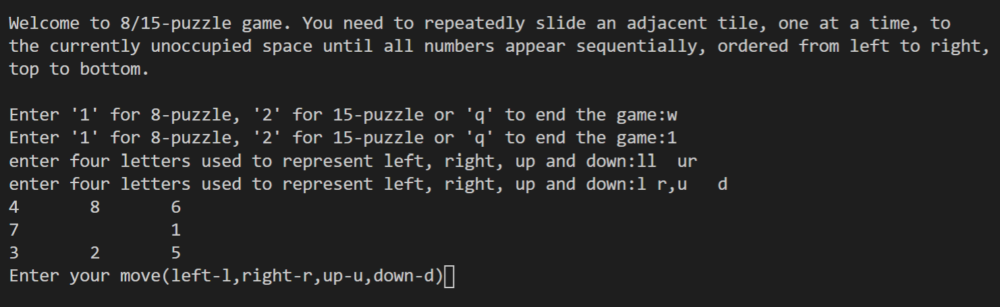 Welcome to 8/15-puzzle game. You need to repeatedly slide an adjacent tile, one at a time, to
the currently unoccupied space until all numbers appear sequentially, ordered from left to right,
top to bottom.
Enter '1' for 8-puzzle, '2' for 15-puzzle or 'q' to end the game:w
Enter '1' for 8-puzzle, '2' for 15-puzzle or 'q' to end the game:1
enter four letters used to represent left, right, up and down:ll  ur
enter four letters used to represent left, right, up and down:l r,u   d
4       8       6
7               1
3       2       5
Enter your move(left-l,right-r,up-u,down-d)